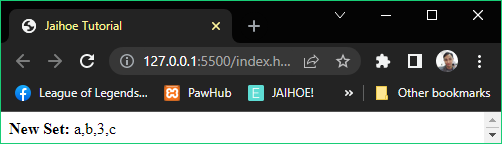 Jaihoe Tutorial
127.0.0.1:5500/index.h...
League of Legends... PawHub JAIHOE! Other bookmarks
New Set: a,b,3,c